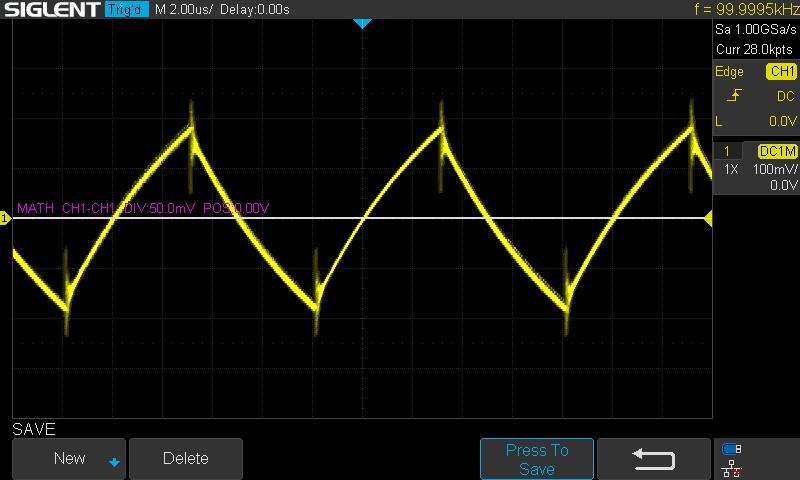 SIGLENT Trig'd M 2.00us/ Delay:0.00s f = 99.9995kHz
Sa 1.00GSa/s
Curr 28.0kpts
Edge CH1
DC
L 0.0V
1 DC1M
1X 100mV/
0.0V
MATH CH1-CH1 DIV:50.0mV POS:0.00V
1
SAVE
New Delete Press To Save